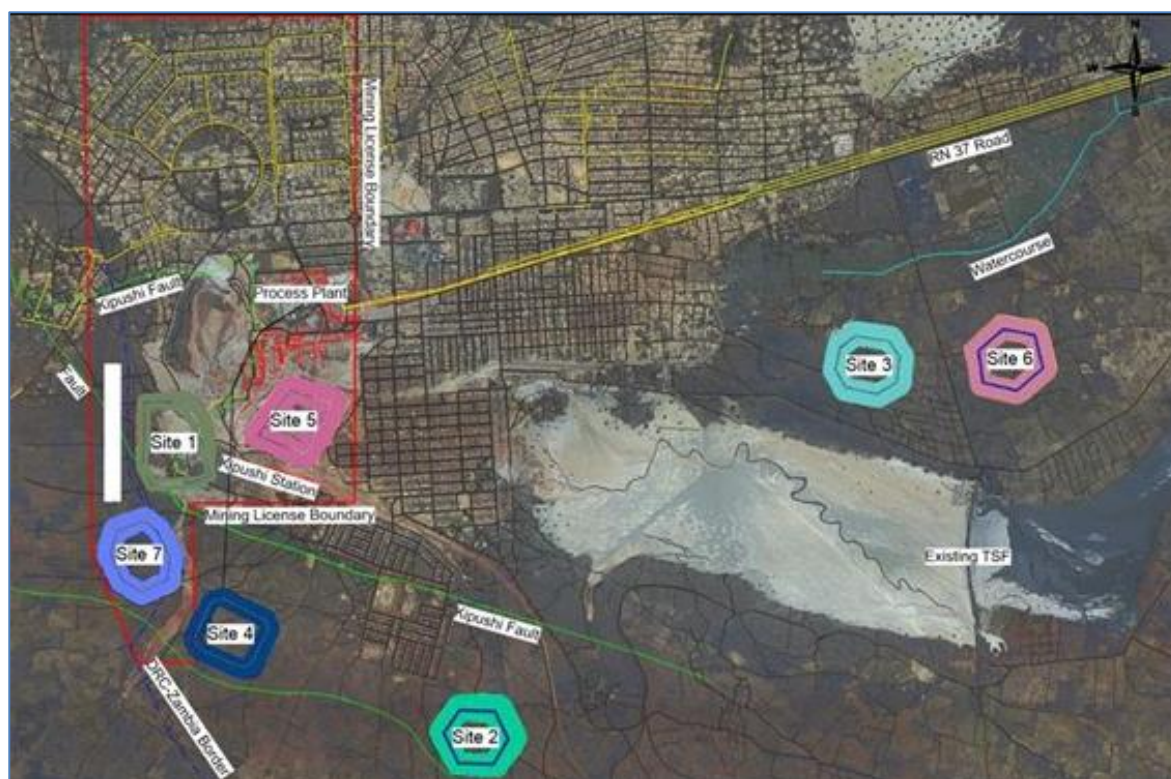 N
W
Mining License Boundary
RN 37 Road
Watercourse
Kipushi Fault
Process Plant
Fault
Site 3
Site 6
Site 5
Site 1
Kipushi Station
Mining License Boundary
Site 7
Existing TSF
Kipushi Fault
Site 4
DRC-Zambia Border
Site 2